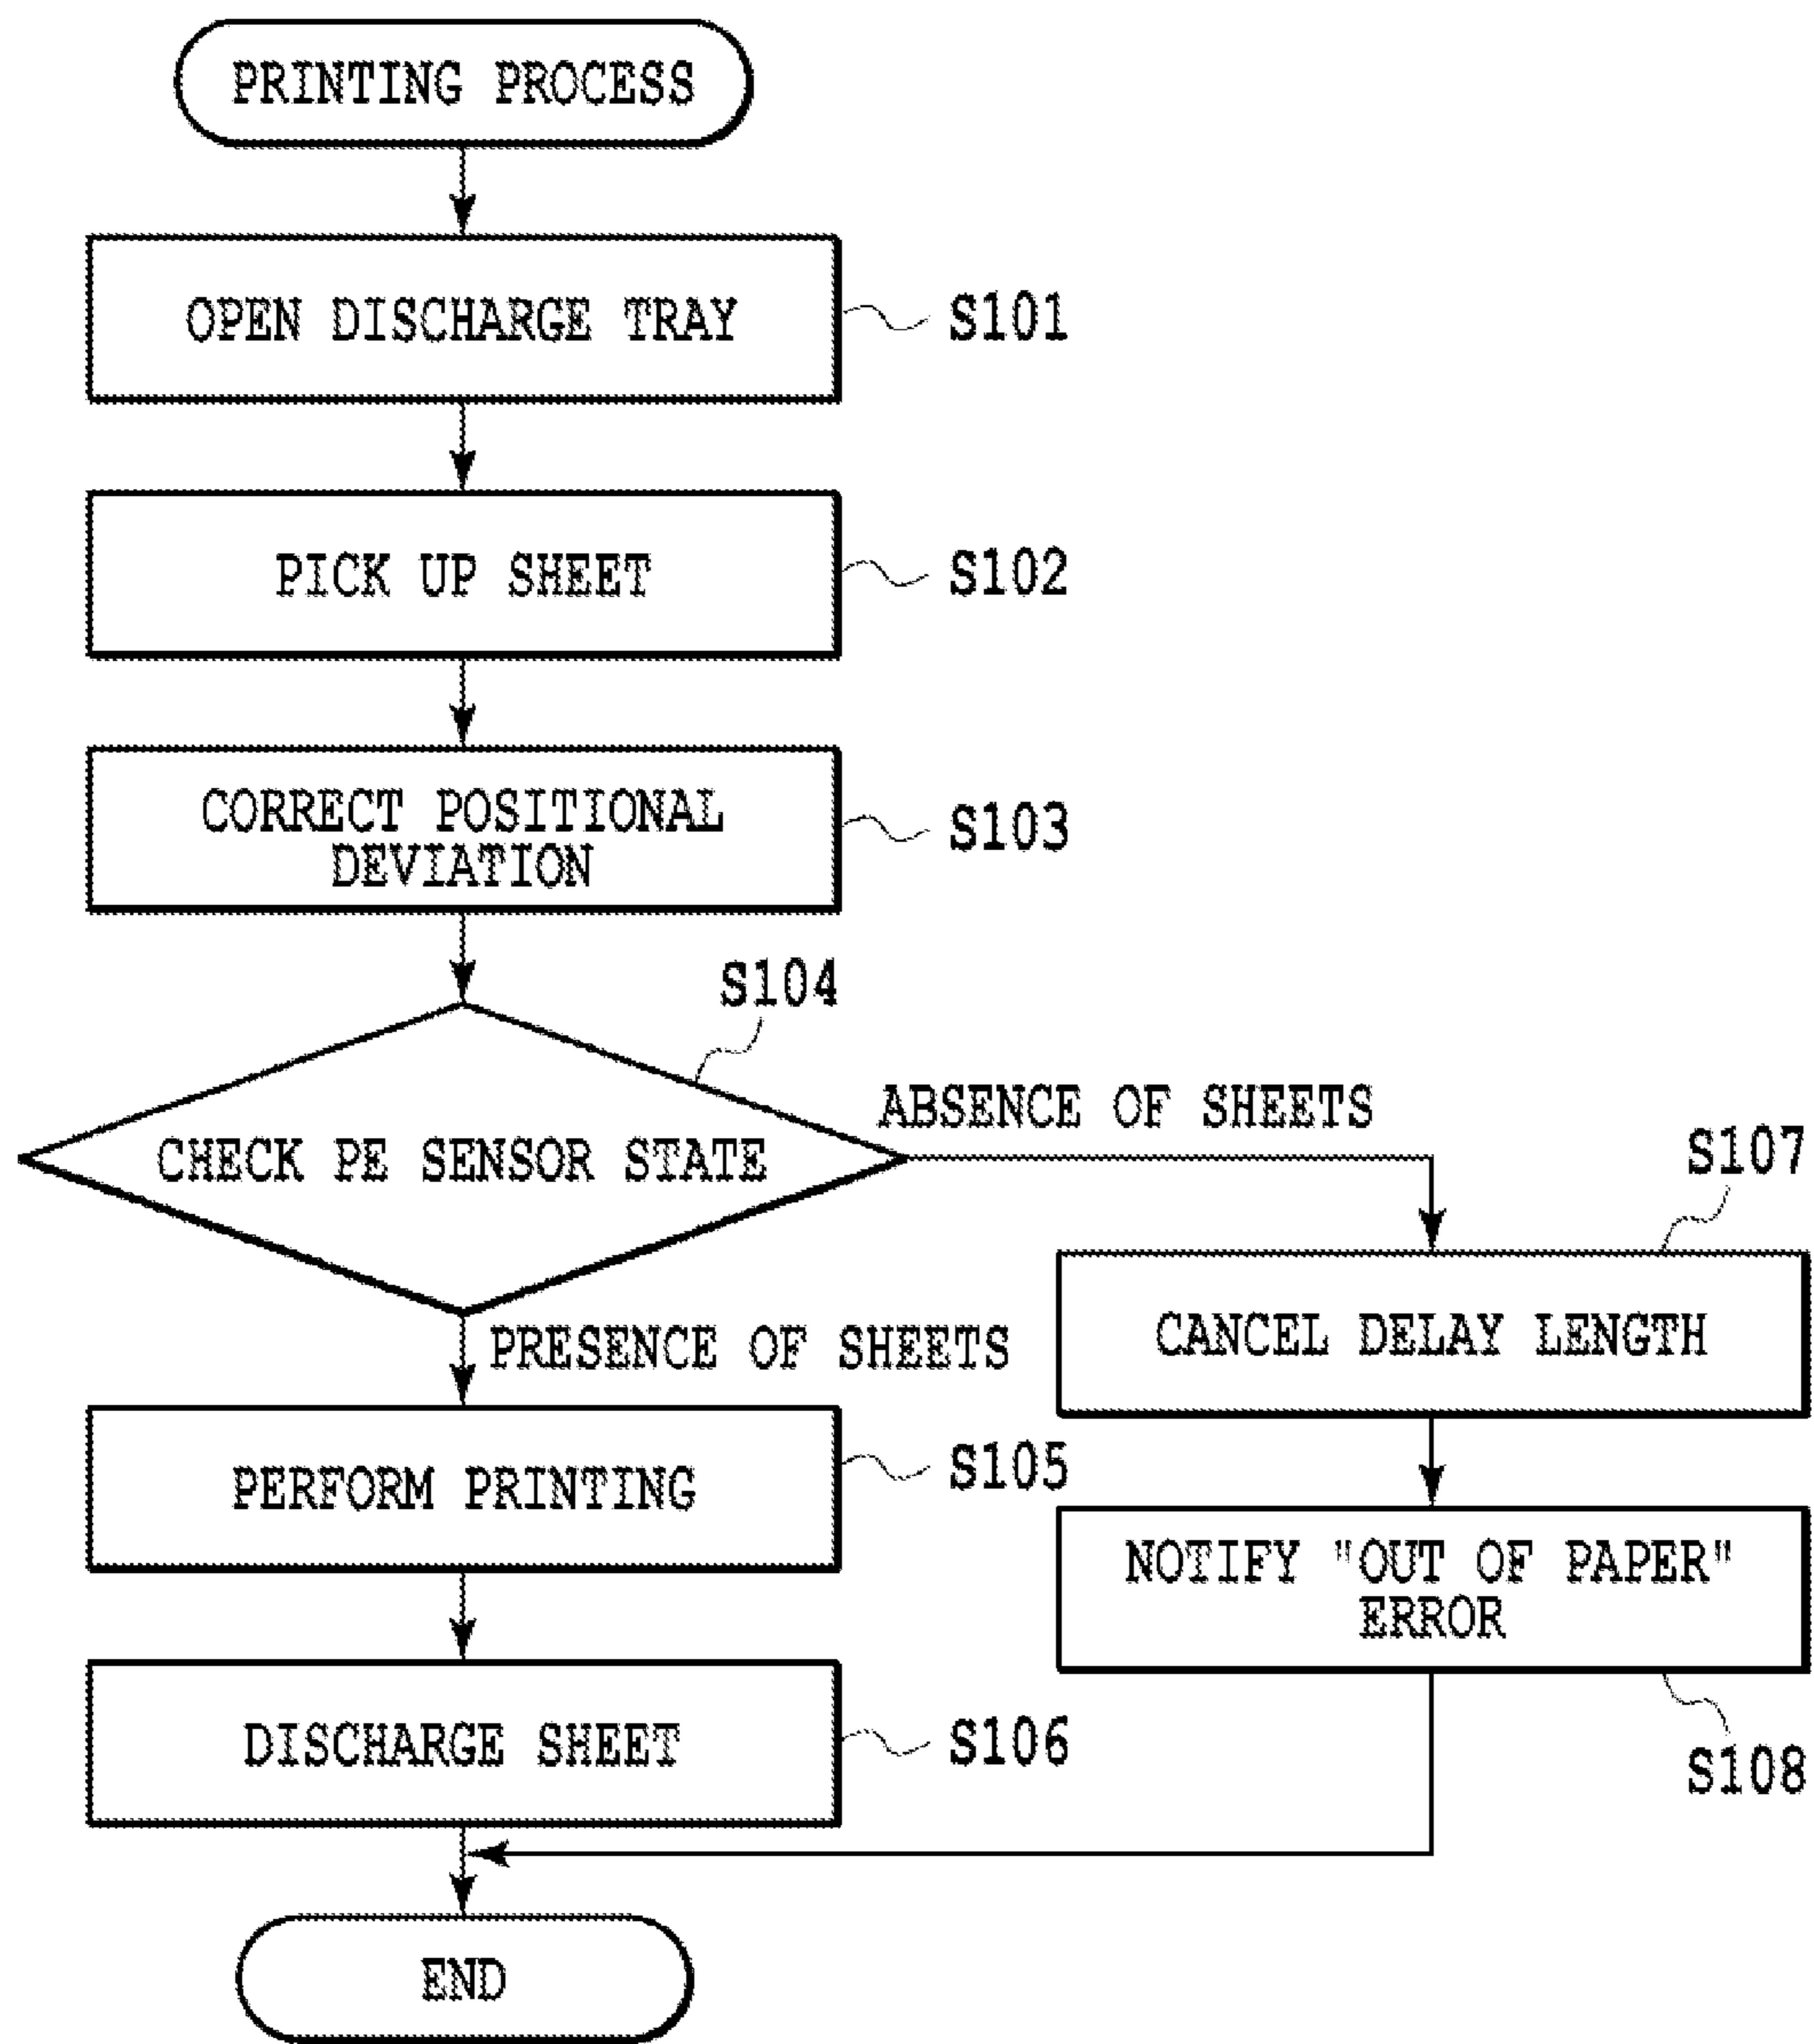 PRINTING PROCESS
OPEN DISCHARGE TRAY
S101
PICK UP SHEET
S102
CORRECT POSITIONAL
DEVIATION
S103
S104
CHECK PE SENSOR STATE
ABSENCE OF SHEETS
PRESENCE OF SHEETS
S107
CANCEL DELAY LENGTH
PERFORM PRINTING
S105
NOTIFY "OUT OF PAPER"
ERROR
S108
DISCHARGE SHEET
S106
END